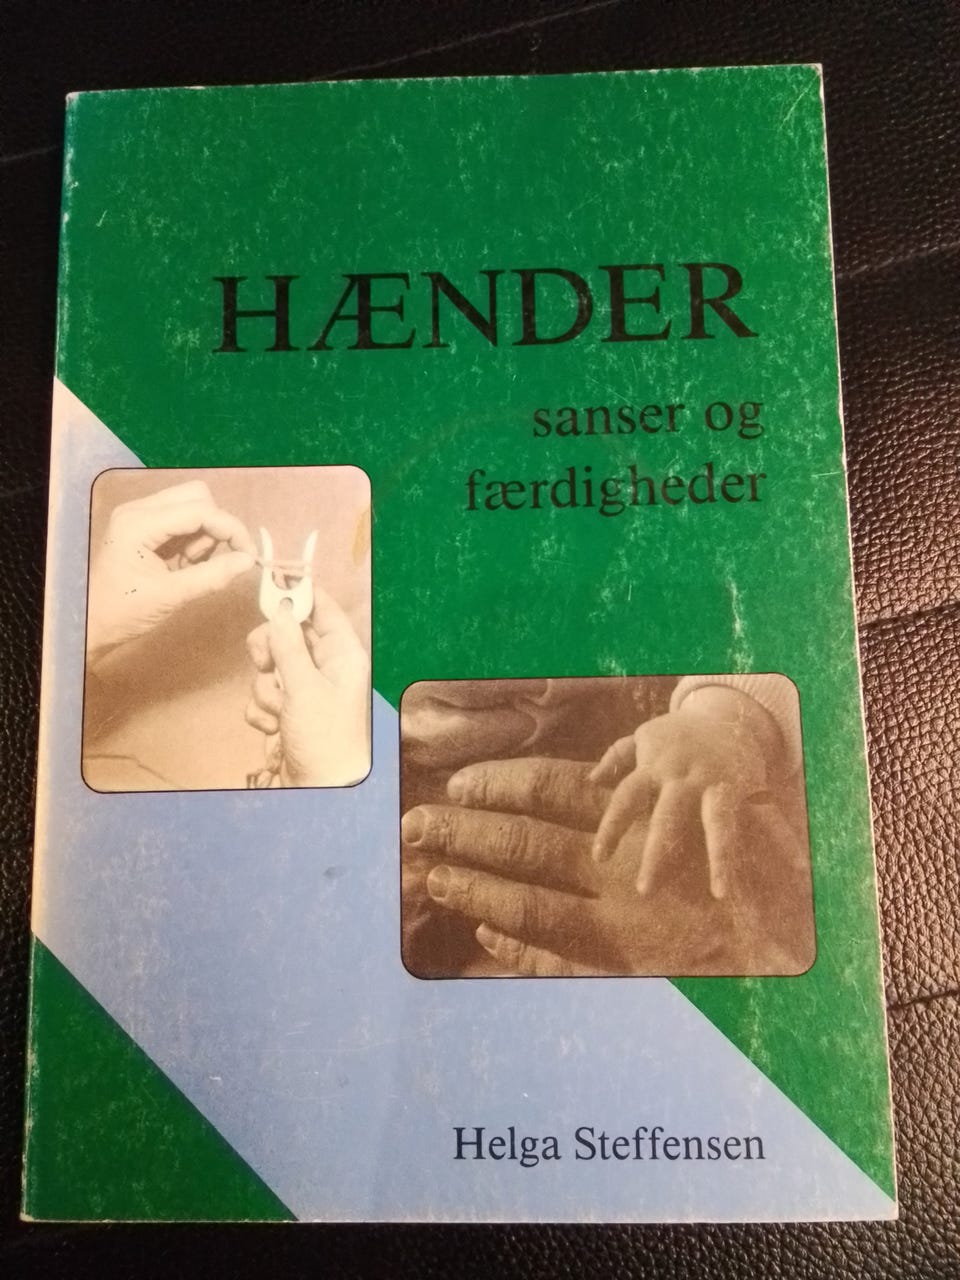 HÆNDER
sanser og
færdigheder
Helga Steffensen